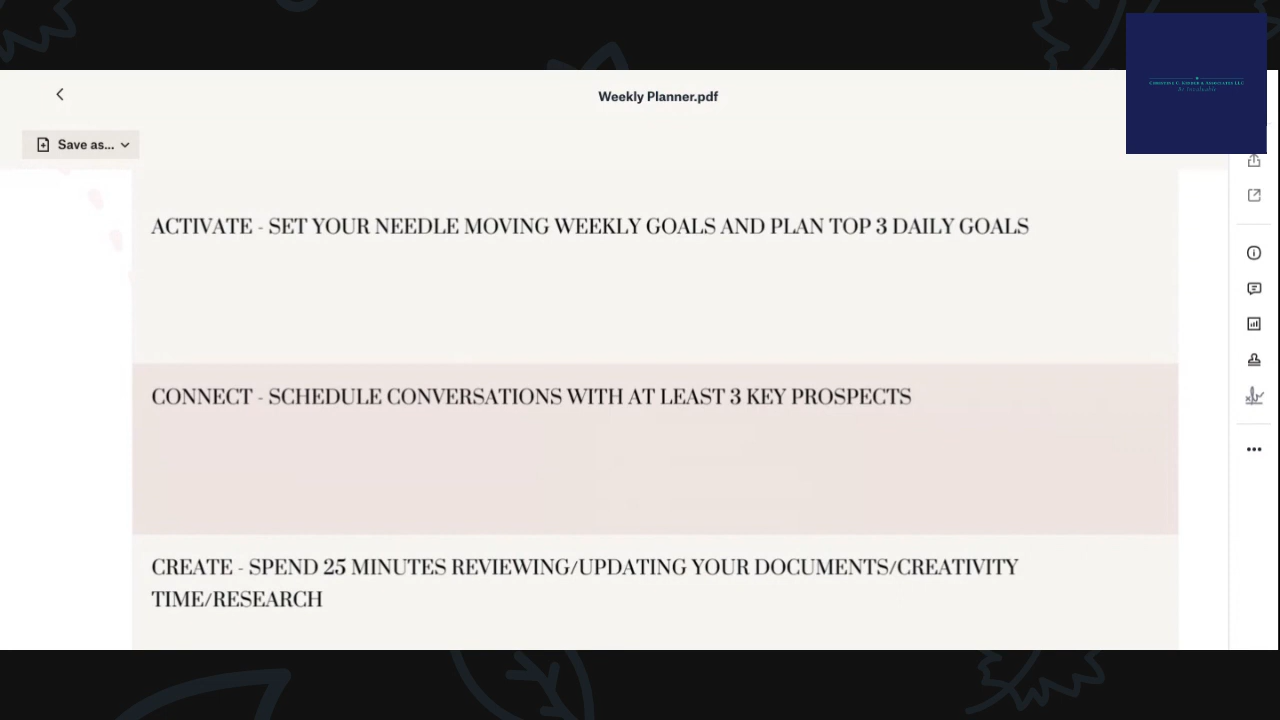 Weekly Planner.pdf
Save as...
ACTIVATE - SET YOUR NEEDLE MOVING WEEKLY GOALS AND PLAN TOP 3 DAILY GOALS
CONNECT - SCHEDULE CONVERSATIONS WITH AT LEAST 3 KEY PROSPECTS
CREATE - SPEND 25 MINUTES REVIEWING/UPDATING YOUR DOCUMENTS/CREATIVITY
TIME/RESEARCH